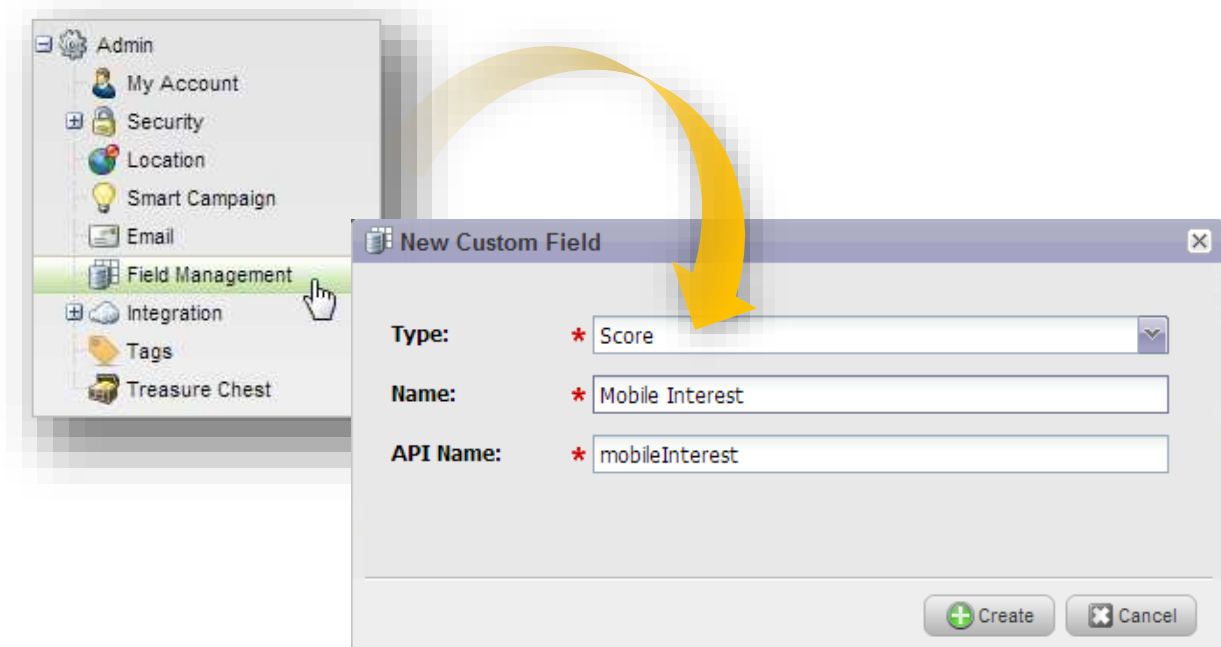 Admin
My Account
Security
Location
Smart Campaign
Email
Field Management
Integration
Tags
Treasure Chest
New Custom Field
Type: * Score
Name: * Mobile Interest
API Name: * mobileInterest
Create Cancel